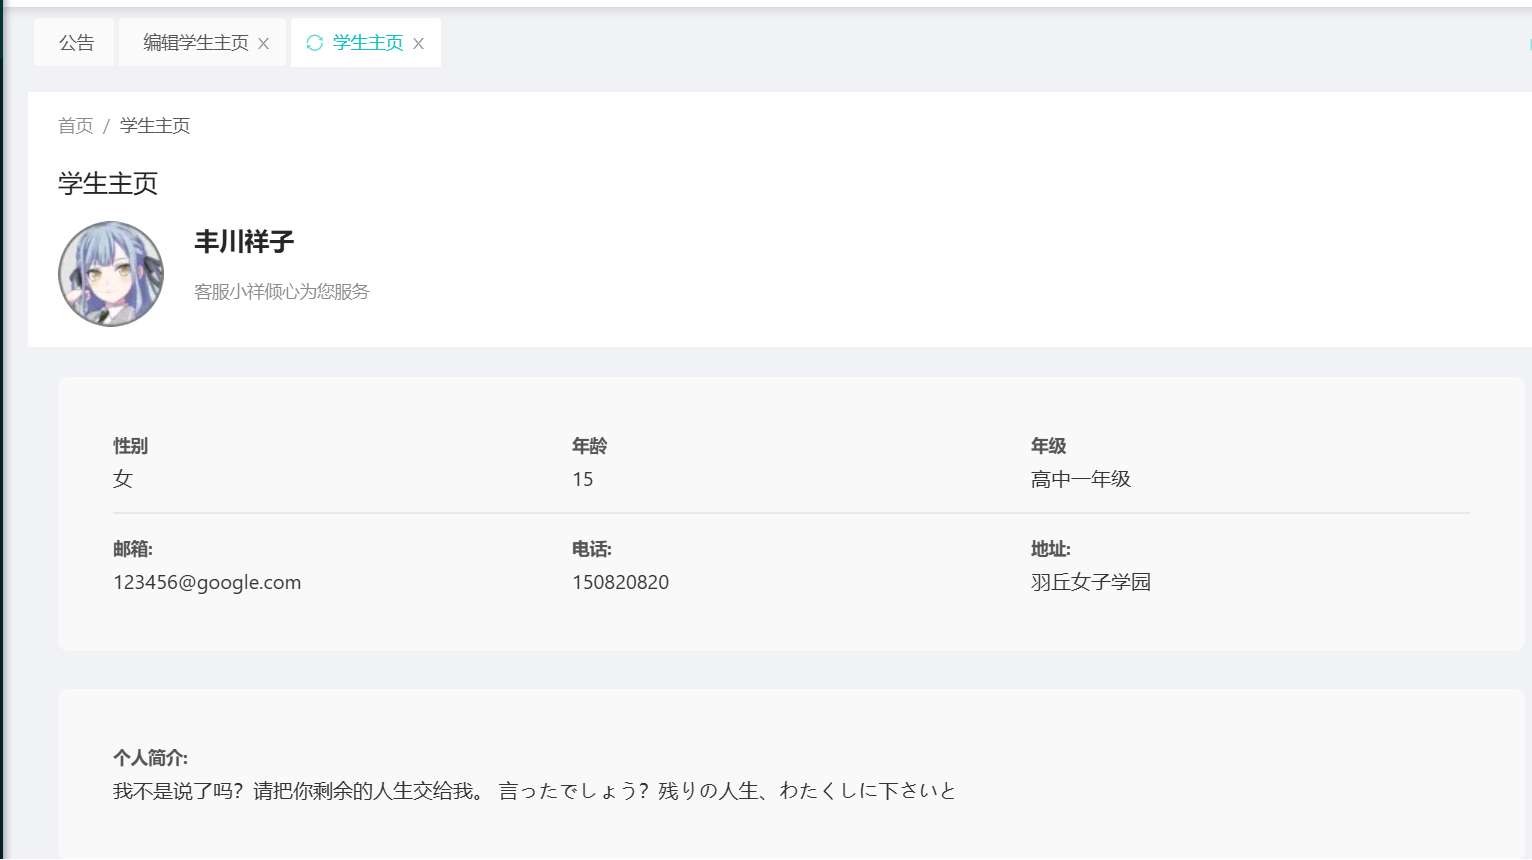 公告 编辑学生主页 X 学生主页 X
首页 / 学生主页
学生主页
丰川祥子
客服小祥倾心为您服务
性别 年龄 年级
女 15 高中一年级
邮箱: 电话: 地址:
123456@google.com 150820820 羽丘女子学园
个人简介:
我不是说了吗？请把你剩余的人生交给我。 言ったでしょう？残りの人生、わたくしに下さいと